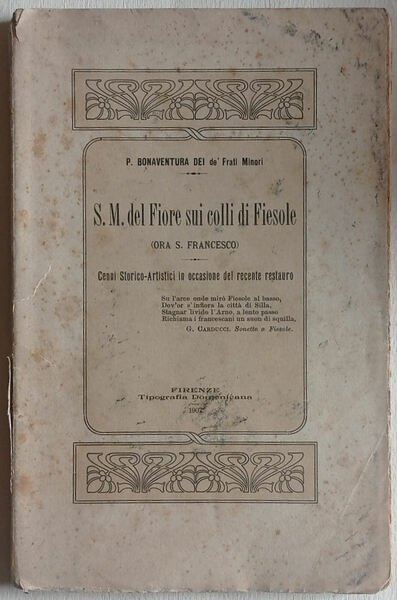 P. BONAVENTURA DEI de' Frati Minori
S. M. del Fiore sui colli di Fiesole
(ORA S. FRANCESCO)
Cenni Storico-Artistici in occasione del recente restauro
Su l'arce onde mirò Fiesole al basso,
Dov'or s'infiora la città di Silla,
Stagnar livido l'Arno, a lento passo
Richiama i francescani un suon di squilla,
G. CARDUCCI. Sonetto a Fiesole.
FIRENZE
Tipografia Domenicana
1907